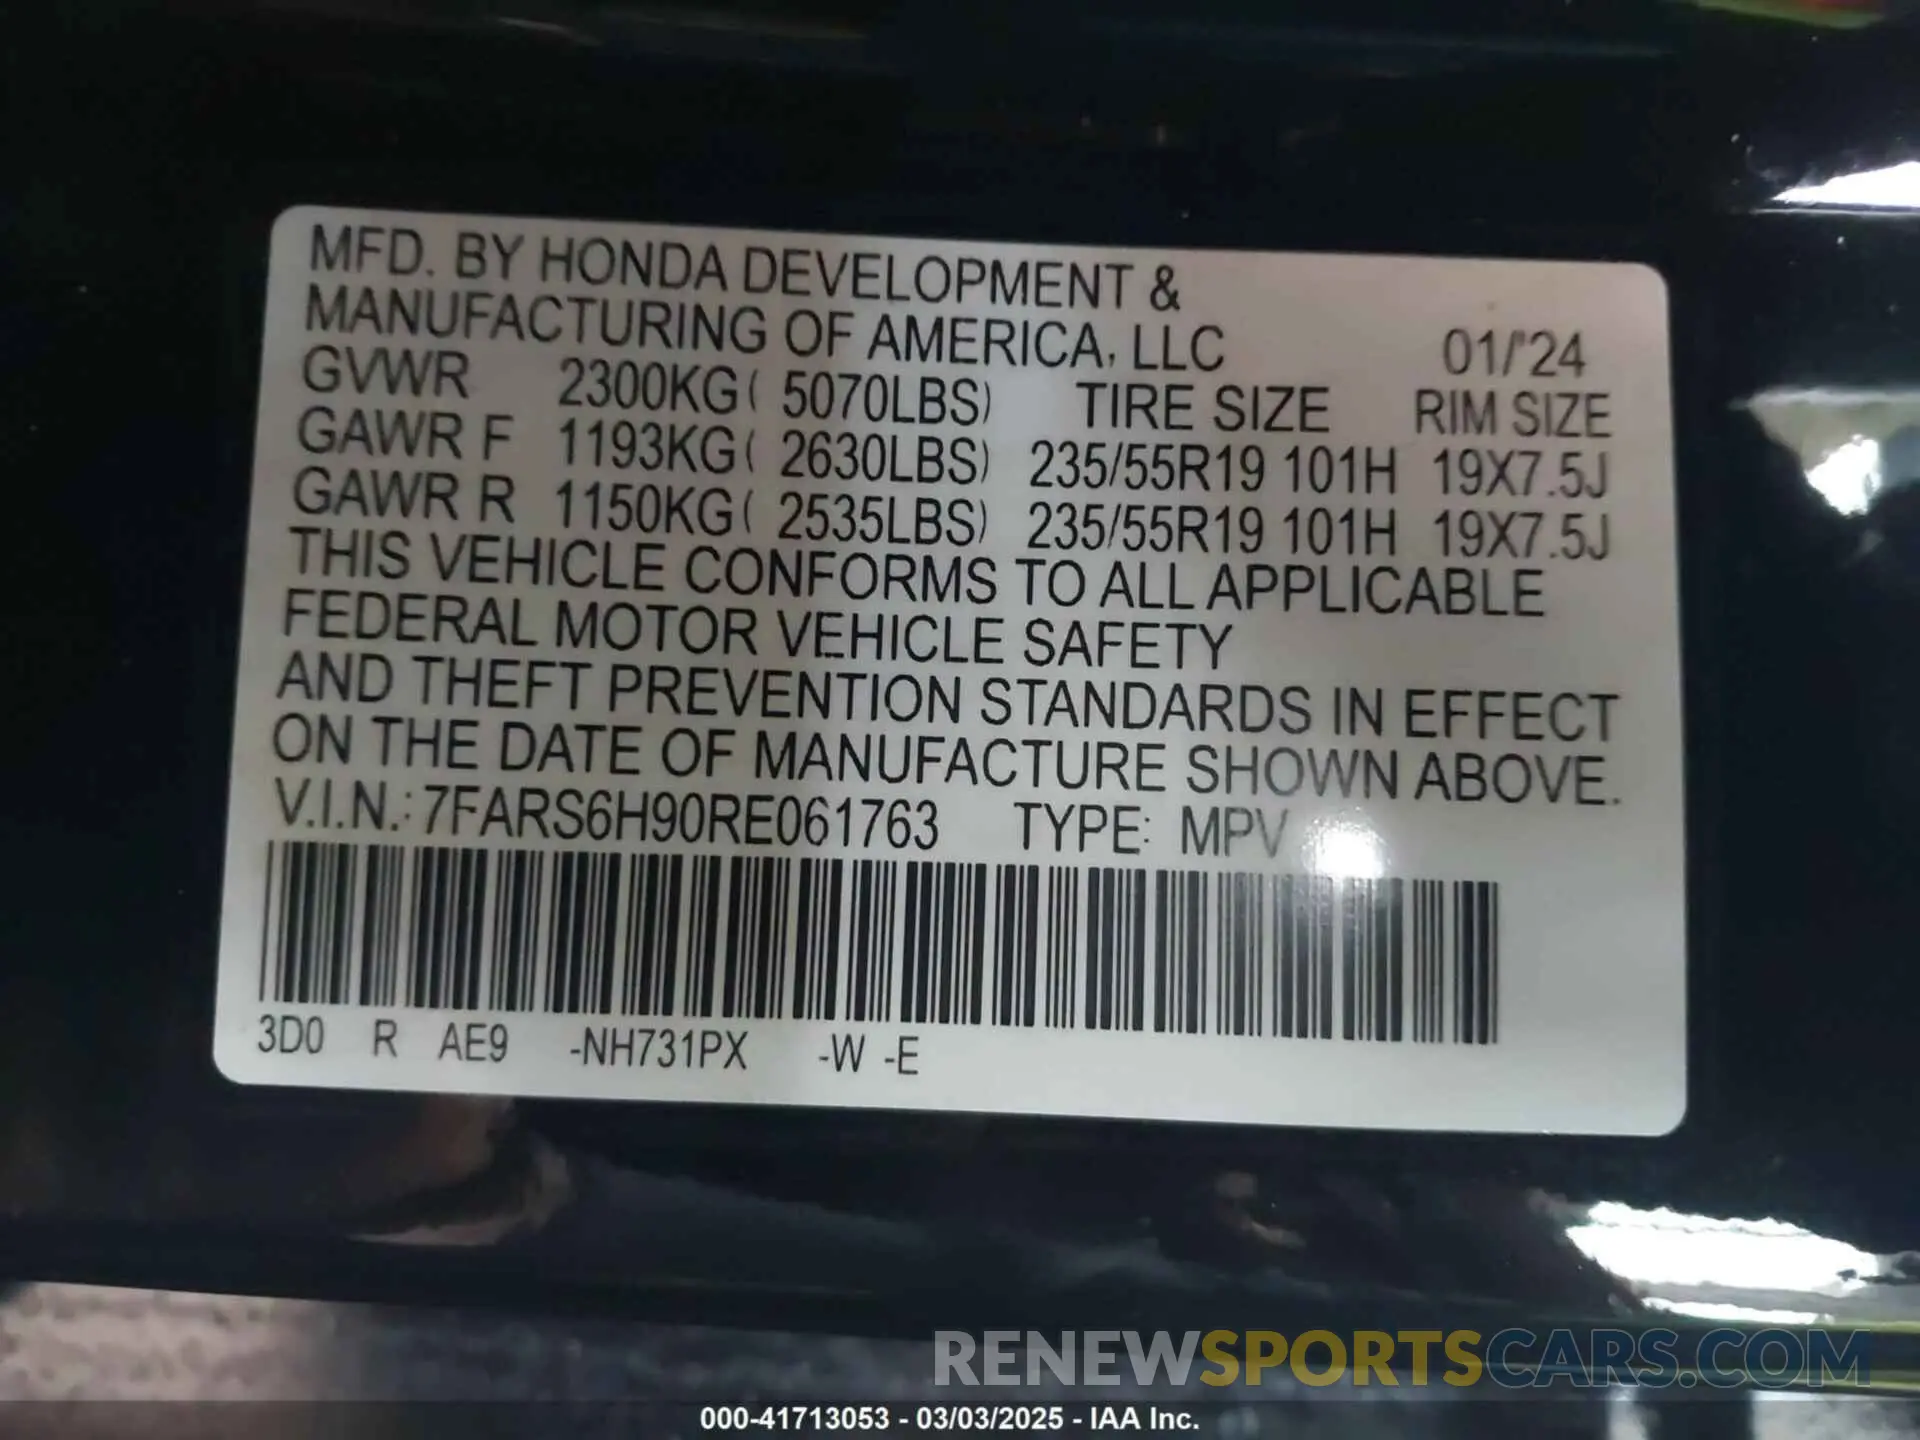 MFD. BY HONDA DEVELOPMENT &
MANUFACTURING OF AMERICA, LLC 01/'24
GVWR 2300KG( 5070LBS) TIRE SIZE RIM SIZE
GAWR F 1193KG( 2630LBS) 235/55R19 101H 19X7.5J
GAWR R 1150KG( 2535LBS) 235/55R19 101H 19X7.5J
THIS VEHICLE CONFORMS TO ALL APPLICABLE
FEDERAL MOTOR VEHICLE SAFETY
AND THEFT PREVENTION STANDARDS IN EFFECT
ON THE DATE OF MANUFACTURE SHOWN ABOVE.
V.I.N.: 7FARS6H90RE061763 TYPE: MPV
3D0 R AE9 -NH731PX -W -E
RENEWSPORTSCARS.COM
000-41713053 - 03/03/2025 - IAA Inc.